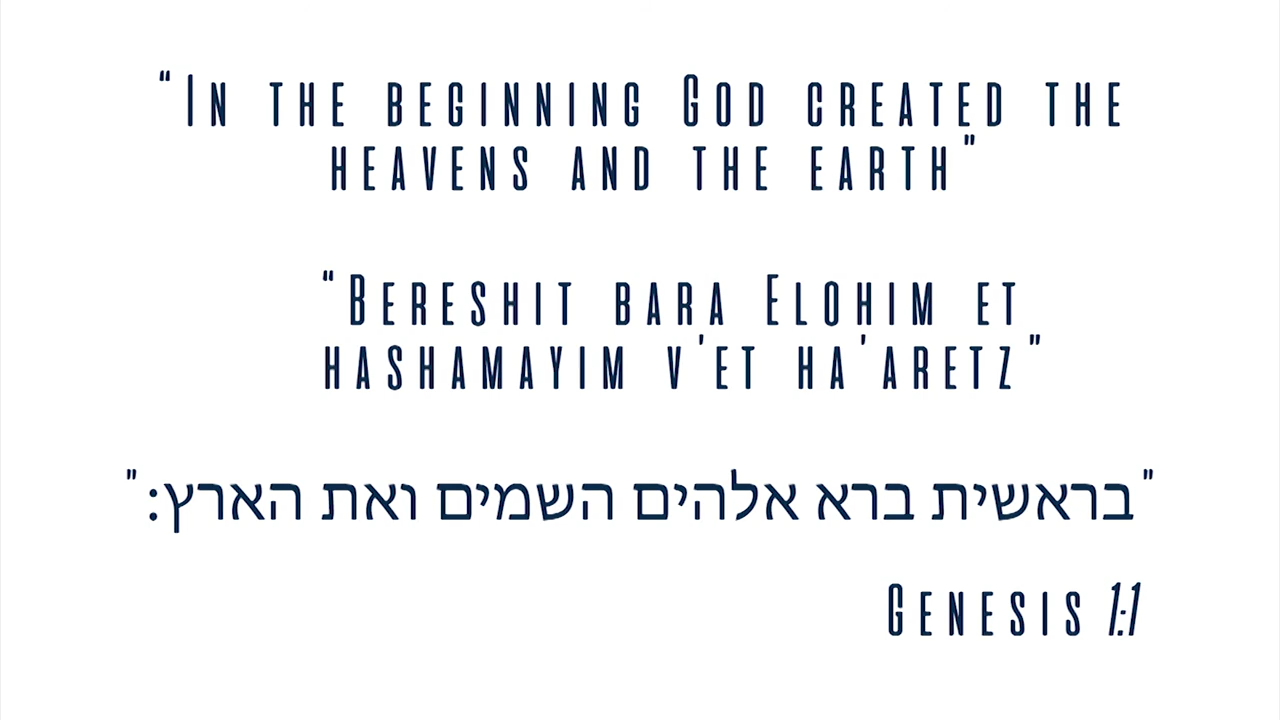 "In the beginning God created the
heavens and the earth"
"Bereshit bara Elohim et
hashamayim v'et ha'aretz"
"בראשית ברא אלהים השמים ואת הארץ:"
Genesis 1:1